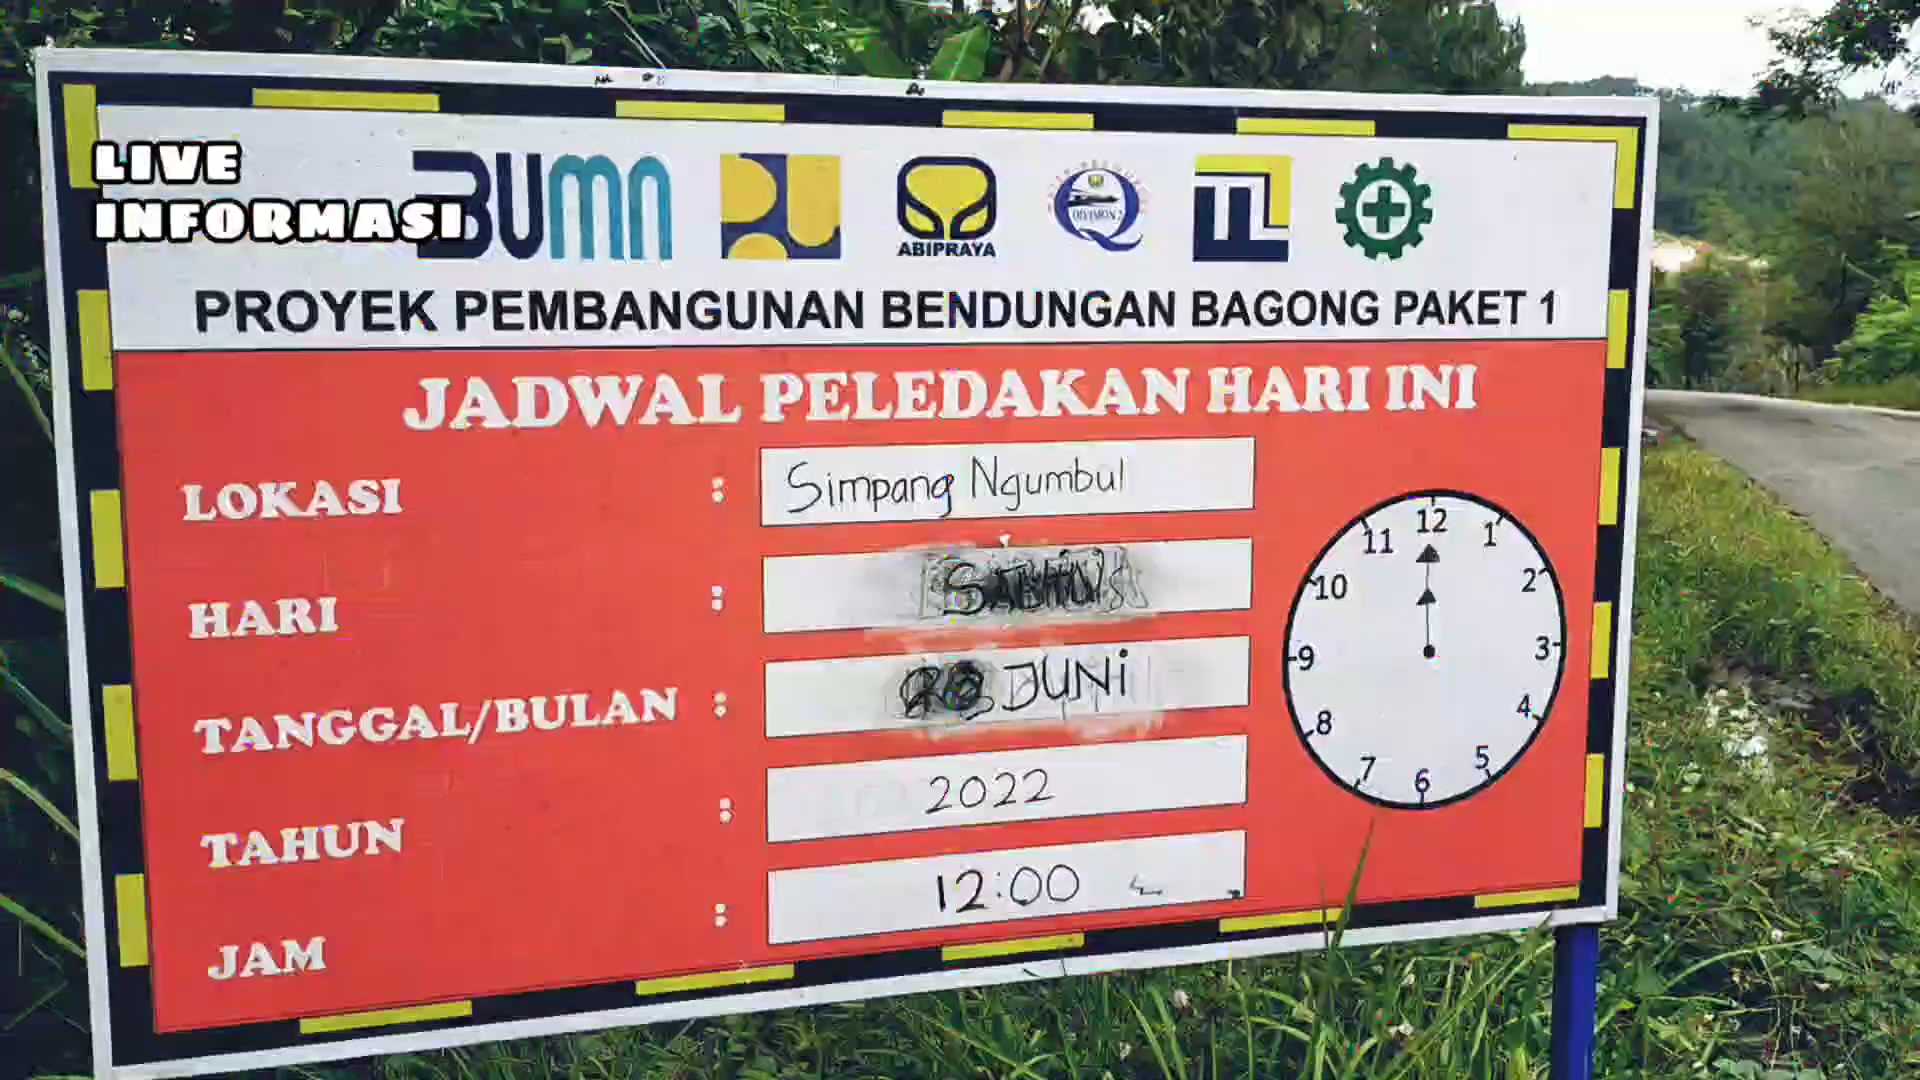 LIVE
INFORMASI
BUMN
ABIPRAYA
DIVISION 2
PROYEK PEMBANGUNAN BENDUNGAN BAGONG PAKET 1
JADWAL PELEDAKAN HARI INI
LOKASI : Simpang Ngumbul
HARI :
TANGGAL/BULAN : JUNI
TAHUN : 2022
JAM : 12:00
12
11 1
10 2
9 3
8 4
7 5
6